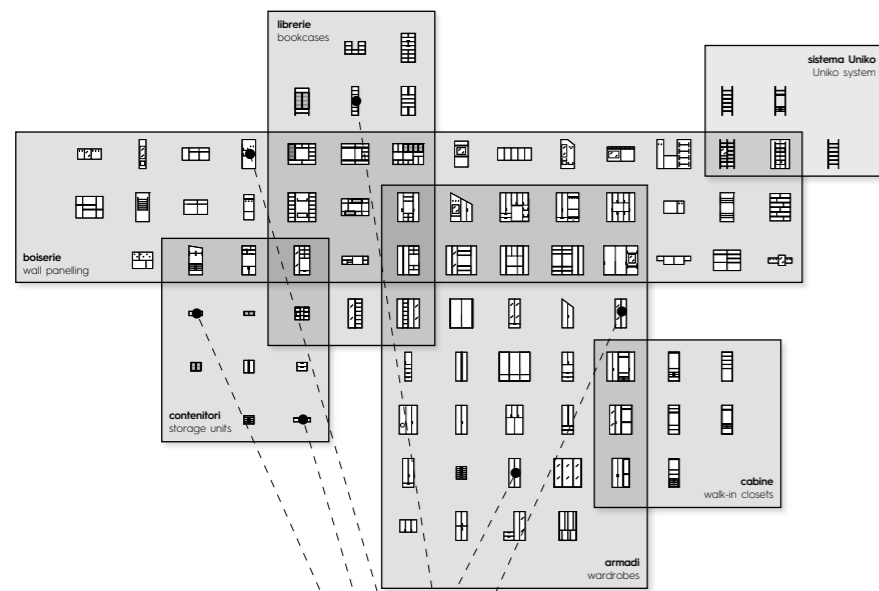 librerie
bookcases
sistema Uniko
Uniko system
boiserie
wall panelling
contenitori
storage units
cabine
walk-in closets
armadi
wardrobes